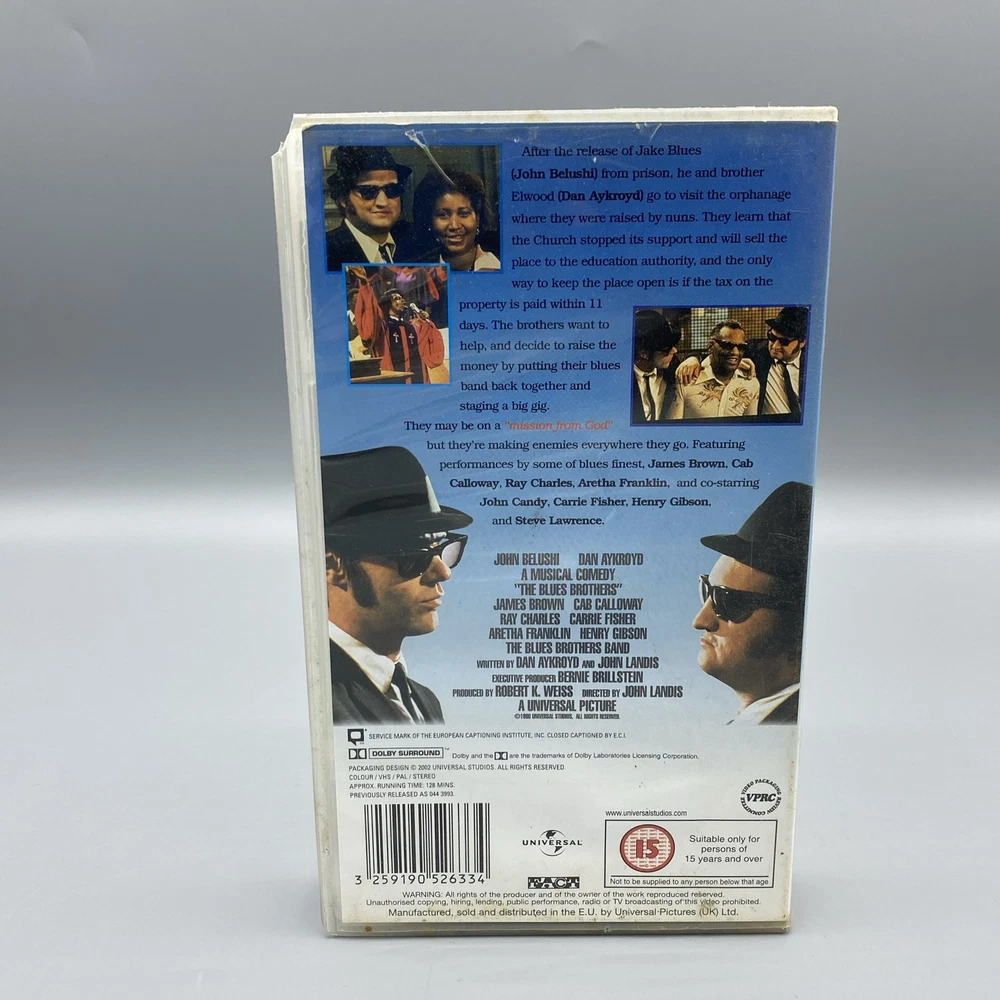 After the release of Jake Blues
(John Belushi) from prison, he and brother
Elwood (Dan Aykroyd) go to visit the orphanage
where they were raised by nuns. They learn that
the Church stopped its support and will sell the
place to the education authority, and the only
way to keep the place open is if the tax on the
property is paid within 11
days. The brothers want to
help, and decide to raise the
money by putting their blues
band back together and
staging a big gig.
They may be on a "mission from God"
but they're making enemies everywhere they go. Featuring
performances by some of blues finest, James Brown, Cab
Calloway, Ray Charles, Aretha Franklin, and co-starring
John Candy, Carrie Fisher, Henry Gibson,
and Steve Lawrence.
JOHN BELUSHI DAN AYKROYD
A MUSICAL COMEDY
"THE BLUES BROTHERS"
JAMES BROWN CAB CALLOWAY
RAY CHARLES CARRIE FISHER
ARETHA FRANKLIN HENRY GIBSON
THE BLUES BROTHERS BAND
WRITTEN BY DAN AYKROYD AND JOHN LANDIS
EXECUTIVE PRODUCER BERNIE BRILLSTEIN
PRODUCED BY ROBERT K. WEISS DIRECTED BY JOHN LANDIS
A UNIVERSAL PICTURE
©1980 UNIVERSAL STUDIOS. ALL RIGHTS RESERVED.
SERVICE MARK OF THE EUROPEAN CAPTIONING INSTITUTE, INC. CLOSED CAPTIONED BY E.C.I.
DOLBY SURROUND™ Dolby and the are the trademarks of Dolby Laboratories Licensing Corporation.
PACKAGING DESIGN © 2002 UNIVERSAL STUDIOS. ALL RIGHTS RESERVED.
COLOUR / VHS / PAL / STEREO
APPROX. RUNNING TIME: 128 MINS.
PREVIOUSLY RELEASED AS 044 3993.
VIDEO PACKAGING REVIEW COMMITTEE
VPRC
www.universalstudios.com
UNIVERSAL
15
Suitable only for
persons of
15 years and over
Not to be supplied to any person below that age
3 259190 526334
FACT
WARNING: All rights of the producer and of the owner of the work reproduced reserved.
Unauthorised copying, hiring, lending, public performance, radio or TV broadcasting of this video prohibited.
Manufactured, sold and distributed in the E.U. by Universal Pictures (UK) Ltd.